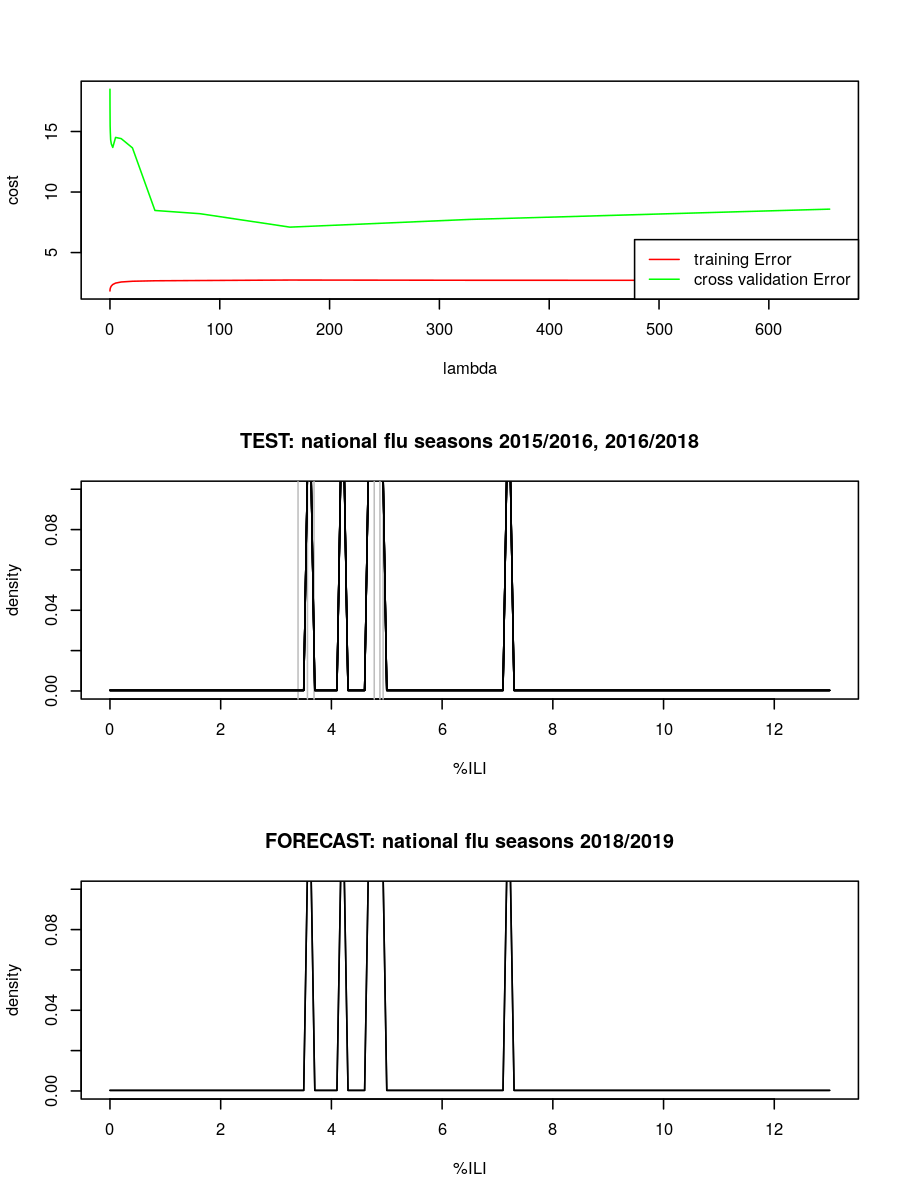 15
10
5
cost
training Error
cross validation Error
0 100 200 300 400 500 600
lambda
TEST: national flu seasons 2015/2016, 2016/2018
0.08
0.04
0.00
density
0 2 4 6 8 10 12
%ILI
FORECAST: national flu seasons 2018/2019
0.08
0.04
0.00
density
0 2 4 6 8 10 12
%ILI